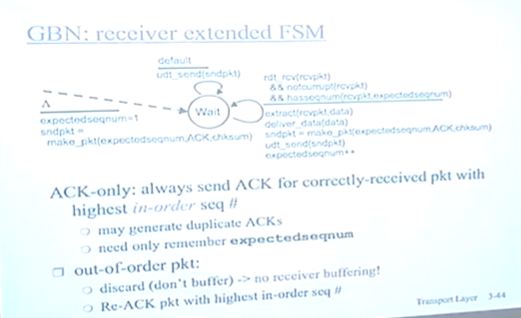 GBN: receiver extended FSM
default
udt_send(sndpkt)
rdt_rcv(rcvpkt)
&& notcurrupt(rcvpkt)
&& hasseqnum(rcvpkt,expectedseqnum)
Λ
Wait
expectedseqnum=1
sndpkt =
make_pkt(expectedseqnum,ACK,chksum)
extract(rcvpkt,data)
deliver_data(data)
sndpkt = make_pkt(expectedseqnum,ACK,chksum)
udt_send(sndpkt)
expectedseqnum++
ACK-only: always send ACK for correctly-received pkt with
highest in-order seq #
may generate duplicate ACKs
need only remember expectedseqnum
out-of-order pkt:
discard (don't buffer) -> no receiver buffering!
Re-ACK pkt with highest in-order seq #
Transport Layer 3-44